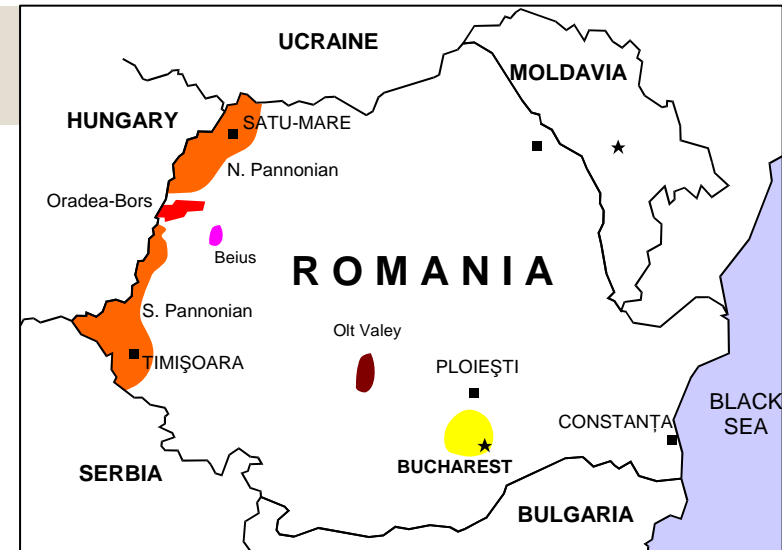 UCRAINE
MOLDAVIA
HUNGARY
SATU-MARE
N. Pannonian
Oradea-Bors
Beius
ROMANIA
S. Pannonian
Olt Valey
TIMIŞOARA
PLOIEŞTI
BLACK
SEA
CONSTANŢA
BUCHAREST
SERBIA
BULGARIA